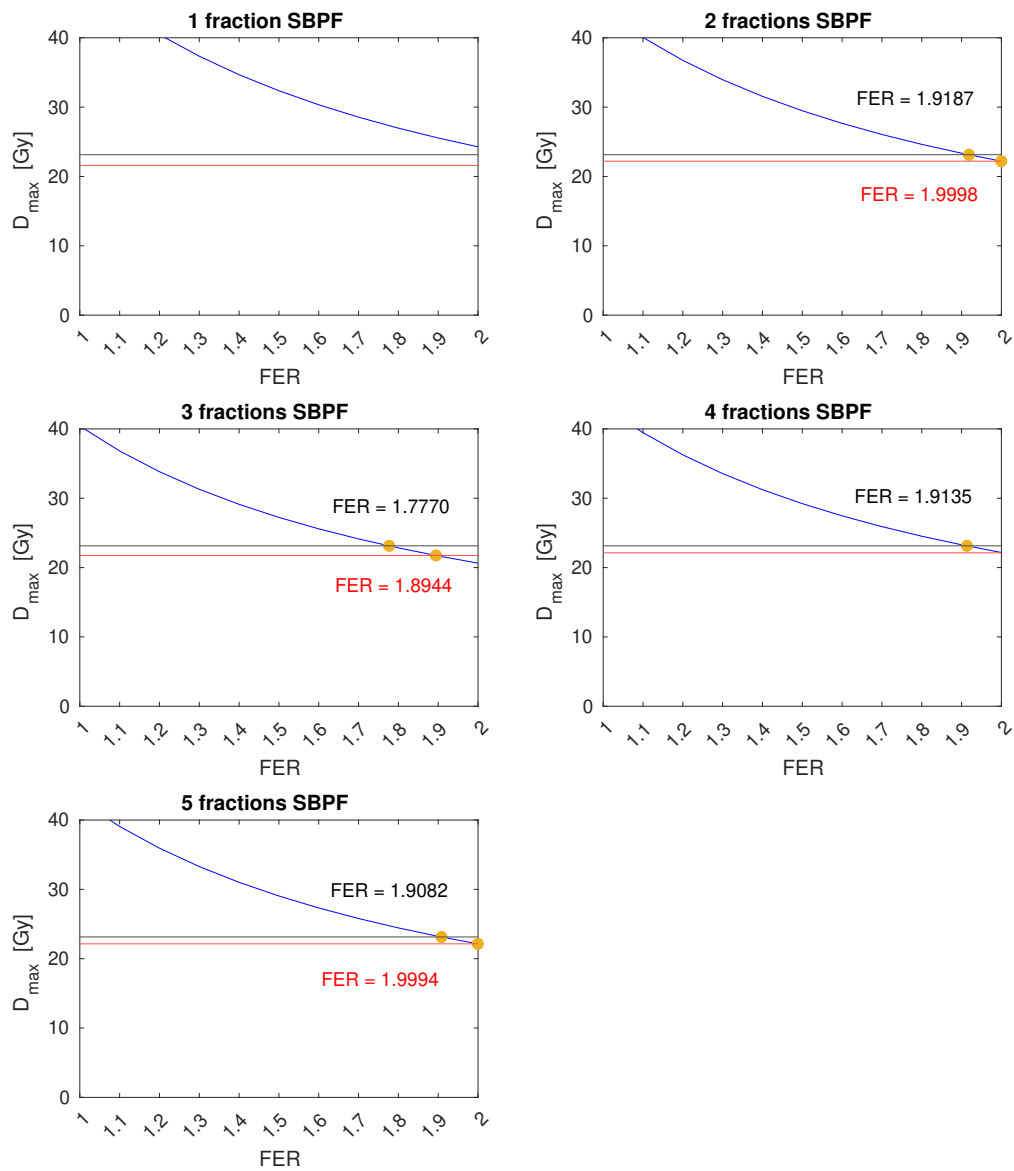 1 fraction SBPF
40
30
20
10
0
D_max [Gy]
1 1.1 1.2 1.3 1.4 1.5 1.6 1.7 1.8 1.9 2
FER
2 fractions SBPF
40
30
20
10
0
D_max [Gy]
FER = 1.9187
FER = 1.9998
1 1.1 1.2 1.3 1.4 1.5 1.6 1.7 1.8 1.9 2
FER
3 fractions SBPF
40
30
20
10
0
D_max [Gy]
FER = 1.7770
FER = 1.8944
1 1.1 1.2 1.3 1.4 1.5 1.6 1.7 1.8 1.9 2
FER
4 fractions SBPF
40
30
20
10
0
D_max [Gy]
FER = 1.9135
1 1.1 1.2 1.3 1.4 1.5 1.6 1.7 1.8 1.9 2
FER
5 fractions SBPF
40
30
20
10
0
D_max [Gy]
FER = 1.9082
FER = 1.9994
1 1.1 1.2 1.3 1.4 1.5 1.6 1.7 1.8 1.9 2
FER